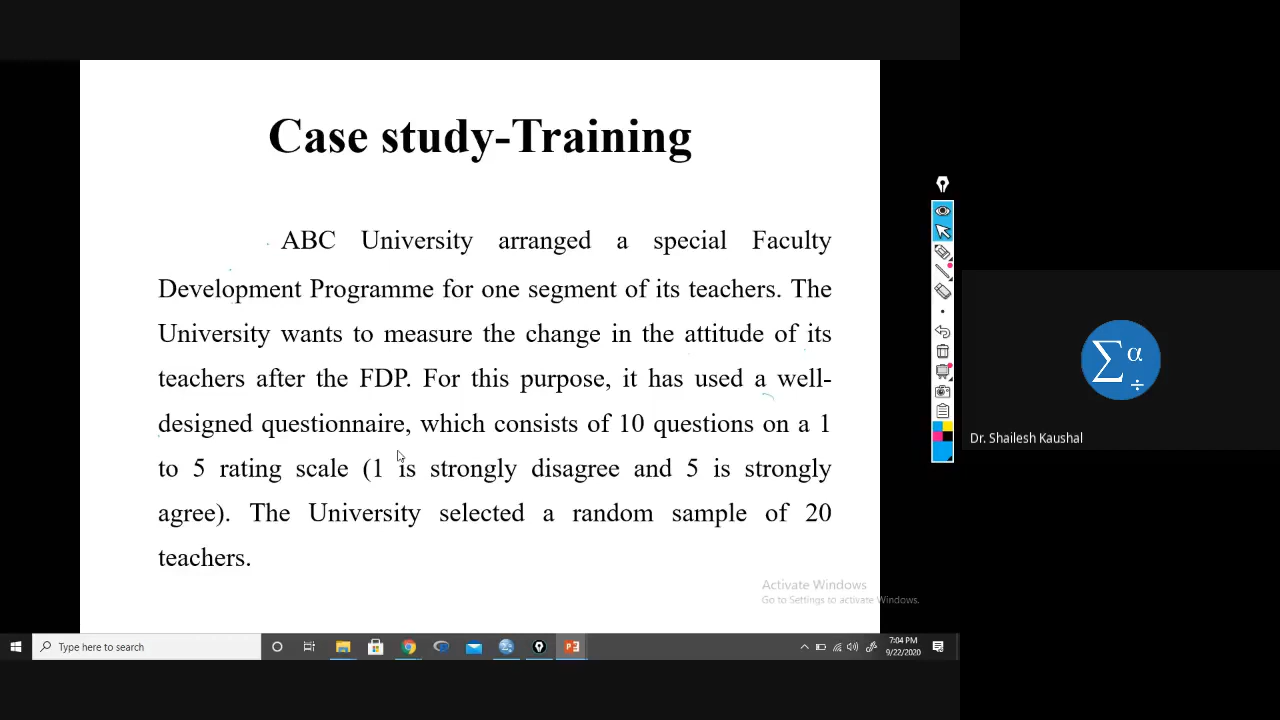 Case study-Training
ABC University arranged a special Faculty
Development Programme for one segment of its teachers. The
University wants to measure the change in the attitude of its
teachers after the FDP. For this purpose, it has used a well-
designed questionnaire, which consists of 10 questions on a 1
to 5 rating scale (1 is strongly disagree and 5 is strongly
agree). The University selected a random sample of 20
teachers.
Activate Windows
Go to Settings to activate Windows.
Σ α ÷
Dr. Shailesh Kaushal
Type here to search
7:04 PM
9/22/2020